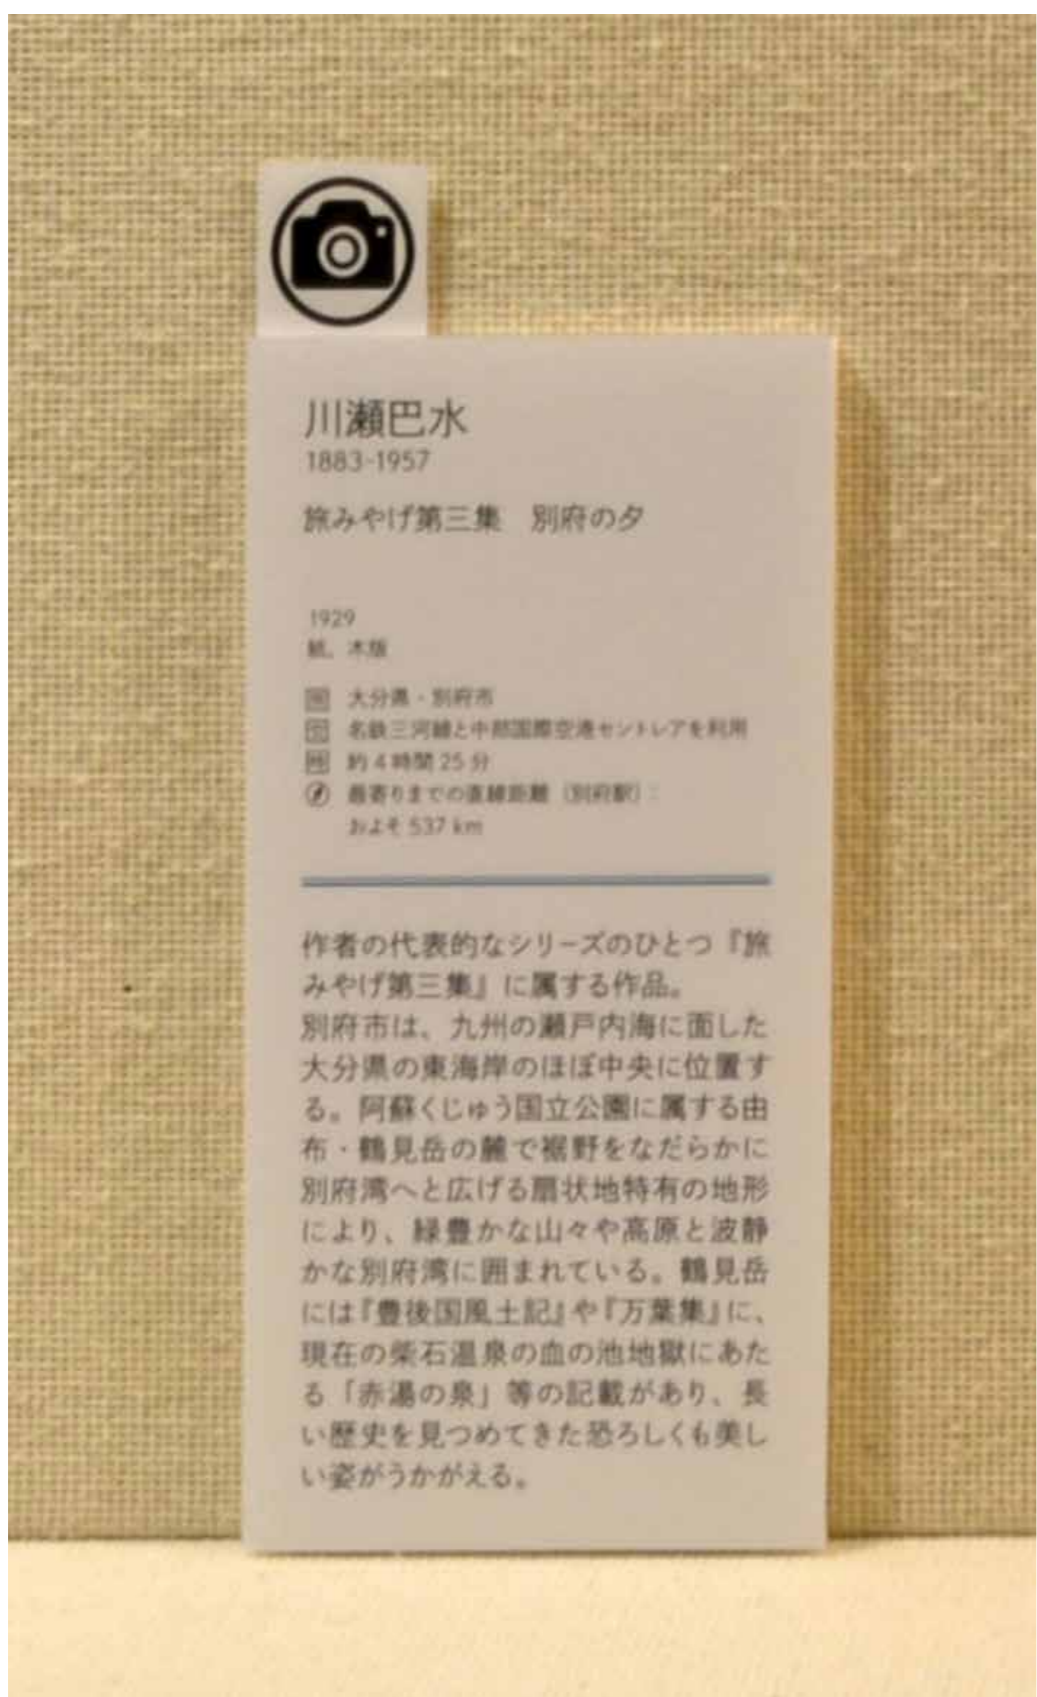 川瀬巴水
1883-1957
旅みやげ第三集　別府の夕
1929
紙、木版
大分県・別府市
名鉄三河線と中部国際空港セントレアを利用
約4時間25分
最寄りまでの直線距離（別府駅）：
およそ 537 km
作者の代表的なシリーズのひとつ『旅
みやげ第三集』に属する作品。
別府市は、九州の瀬戸内海に面した
大分県の東海岸のほぼ中央に位置す
る。阿蘇くじゅう国立公園に属する由
布・鶴見岳の麓で裾野をなだらかに
別府湾へと広げる扇状地特有の地形
により、緑豊かな山々や高原と波静
かな別府湾に囲まれている。鶴見岳
には『豊後国風土記』や『万葉集』に、
現在の柴石温泉の血の池地獄にあた
る「赤湯の泉」等の記載があり、長
い歴史を見つめてきた恐ろしくも美し
い姿がうかがえる。